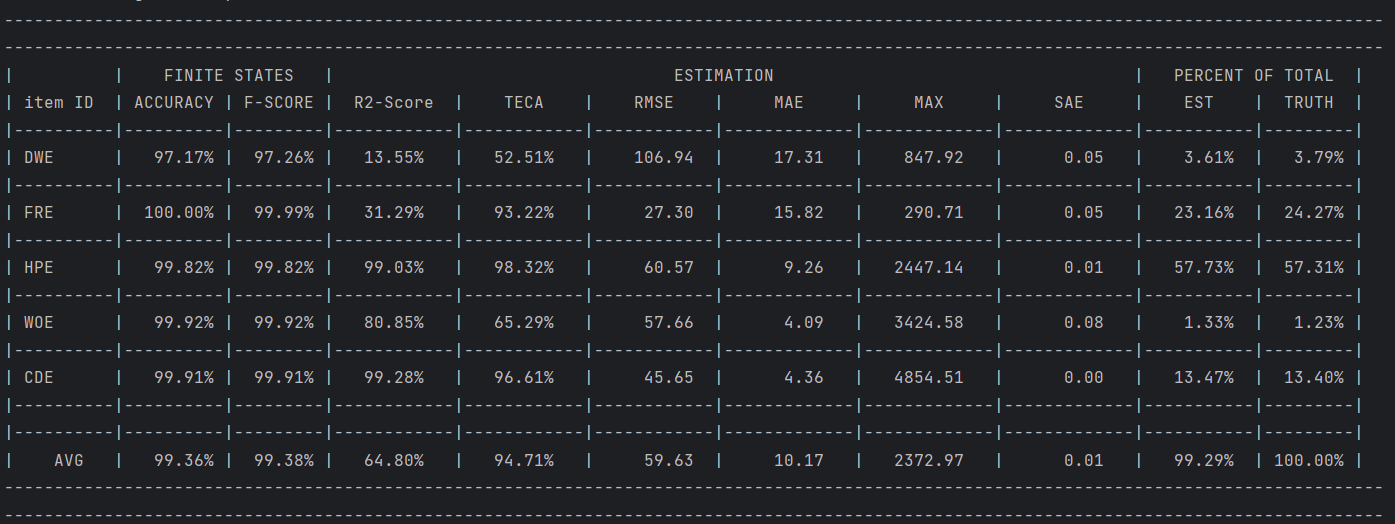 | | FINITE STATES | ESTIMATION | PERCENT OF TOTAL |
| item ID | ACCURACY | F-SCORE | R2-Score | TECA | RMSE | MAE | MAX | SAE | EST | TRUTH |
| DWE | 97.17% | 97.26% | 13.55% | 52.51% | 106.94 | 17.31 | 847.92 | 0.05 | 3.61% | 3.79% |
| FRE | 100.00% | 99.99% | 31.29% | 93.22% | 27.30 | 15.82 | 290.71 | 0.05 | 23.16% | 24.27% |
| HPE | 99.82% | 99.82% | 99.03% | 98.32% | 60.57 | 9.26 | 2447.14 | 0.01 | 57.73% | 57.31% |
| WOE | 99.92% | 99.92% | 80.85% | 65.29% | 57.66 | 4.09 | 3424.58 | 0.08 | 1.33% | 1.23% |
| CDE | 99.91% | 99.91% | 99.28% | 96.61% | 45.65 | 4.36 | 4854.51 | 0.00 | 13.47% | 13.40% |
| AVG | 99.36% | 99.38% | 64.80% | 94.71% | 59.63 | 10.17 | 2372.97 | 0.01 | 99.29% | 100.00% |